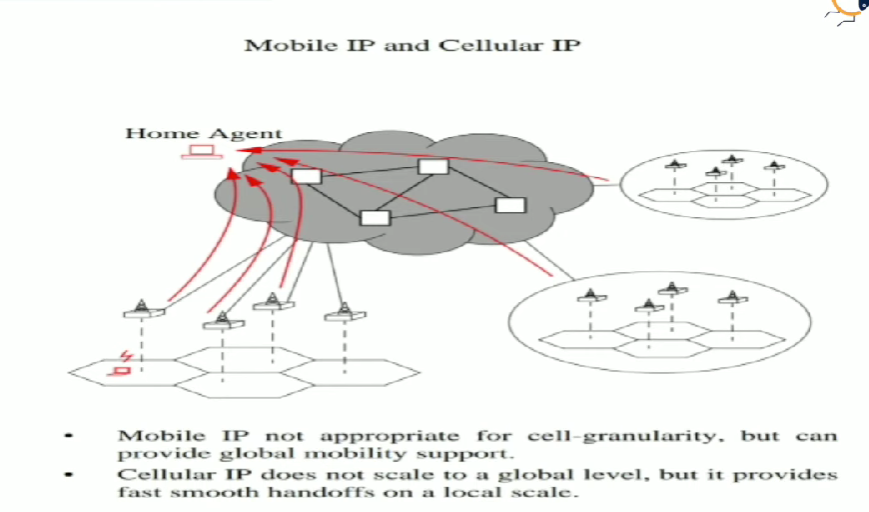 Mobile IP and Cellular IP
Home Agent
• Mobile IP not appropriate for cell-granularity, but can
provide global mobility support.
• Cellular IP does not scale to a global level, but it provides
fast smooth handoffs on a local scale.